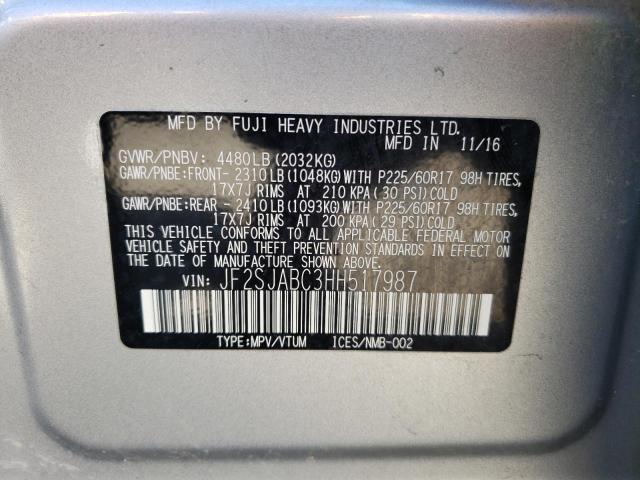 MFD BY FUJI HEAVY INDUSTRIES LTD.
MFD IN 11/16
GVWR/PNBV: 4480LB(2032KG)
GAWR/PNBE:FRONT- 2310LB(1048KG)WITH P225/60R17 98H TIRES,
17X7J RIMS AT 210 KPA(30 PSI)COLD
GAWR/PNBE:REAR - 2410LB(1093KG)WITH P225/60R17 98H TIRES,
17X7J RIMS AT 200 KPA(29 PSI)COLD
THIS VEHICLE CONFORMS TO ALL APPLICABLE FEDERAL MOTOR
VEHICLE SAFETY AND THEFT PREVENTION STANDARDS IN EFFECT ON
THE DATE OF MANUFACTURE SHOWN ABOVE.
VIN: JF2SJABC3HH517987
TYPE:MPV/VTUM ICES/NMB-002